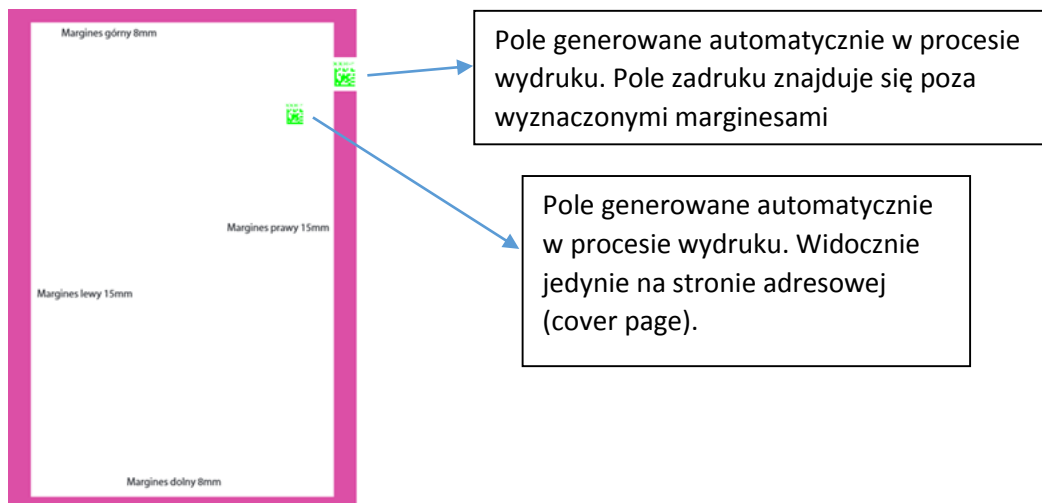 Margines górny 8mm
Pole generowane automatycznie w procesie
wydruku. Pole zadruku znajduje się poza
wyznaczonymi marginesami
Pole generowane automatycznie
w procesie wydruku. Widocznie
jedynie na stronie adresowej
(cover page).
Margines prawy 15mm
Margines lewy 15mm
Margines dolny 8mm